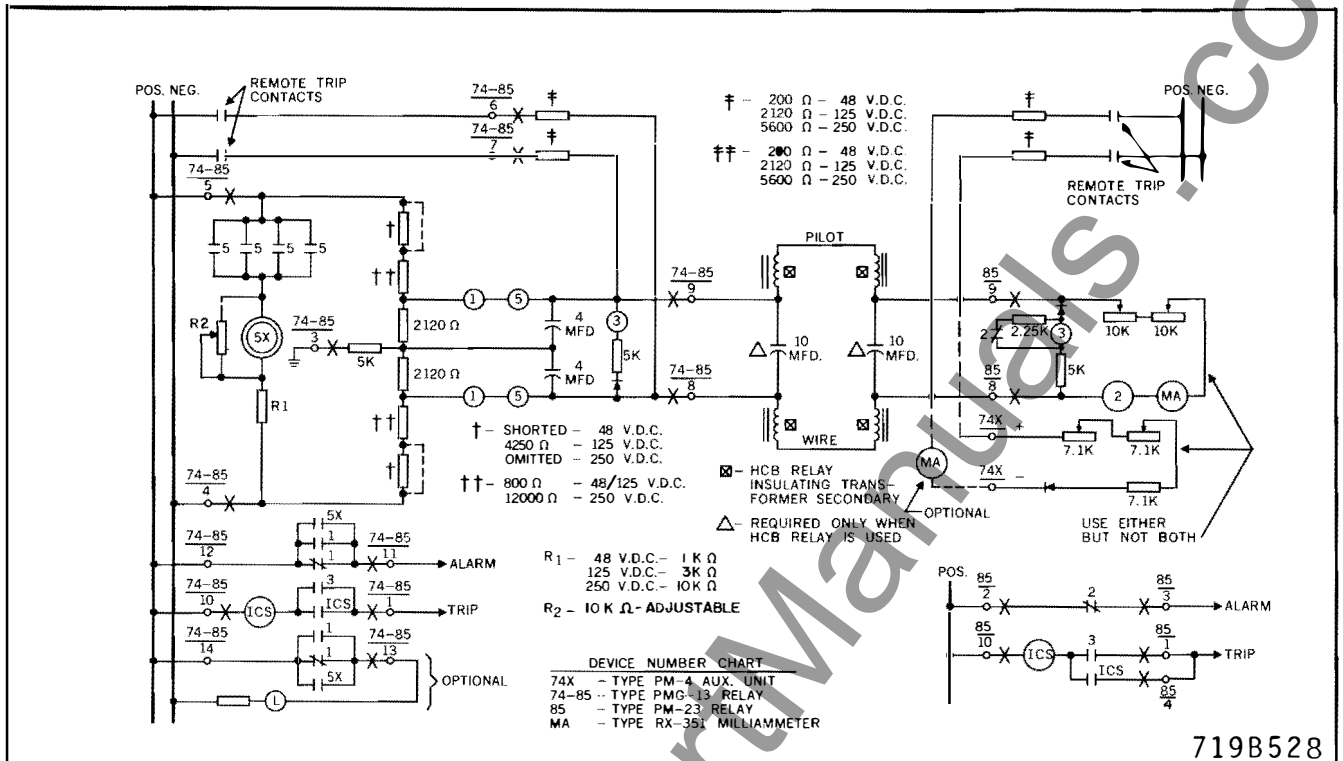 POS. NEG.
REMOTE TRIP
CONTACTS
74-85
6
74-85
7
‡ - 200 Ω - 48 V.D.C.
2120 Ω - 125 V.D.C.
5600 Ω - 250 V.D.C.
‡‡ - 200 Ω - 48 V.D.C.
2120 Ω - 125 V.D.C.
5600 Ω - 250 V.D.C.
‡
‡
‡
‡
POS. NEG.
REMOTE TRIP
CONTACTS
74-85
5
5 5 5 5
R2
5X
R1
74-85
3
5K
†
††
2120 Ω
2120 Ω
††
†
1 5
1 5
4
MFD
4
MFD
3
5K
74-85
9
74-85
8
PILOT
10
MFD.
10
MFD.
WIRE
85
9
2
2.25K
3
5K
10K 10K
85
8
2 MA
74X +
7.1K 7.1K
74X -
7.1K
MA
OPTIONAL
USE EITHER
BUT NOT BOTH
74-85
4
† - SHORTED - 48 V.D.C.
4250 Ω - 125 V.D.C.
OMITTED - 250 V.D.C.
†† - 800 Ω - 48/125 V.D.C.
12000 Ω - 250 V.D.C.
⊠ - HCB RELAY
INSULATING TRANS-
FORMER SECONDARY
△ - REQUIRED ONLY WHEN
HCB RELAY IS USED
R1 - 48 V.D.C. - 1 K Ω
125 V.D.C. - 3K Ω
250 V.D.C. - 10K Ω
R2 - 10 K Ω - ADJUSTABLE
74-85
12
5X
1
1
74-85
11
ALARM
74-85
10
ICS
3
ICS
74-85
1
TRIP
74-85
14
1
1
5X
74-85
13
L
OPTIONAL
DEVICE NUMBER CHART
74X - TYPE PM-4 AUX. UNIT
74-85 - TYPE PMG-13 RELAY
85 - TYPE PM-23 RELAY
MA - TYPE RX-351 MILLIAMMETER
POS.
85
2
2
85
3
ALARM
85
10
ICS
3
ICS
85
1
TRIP
85
4
719B528